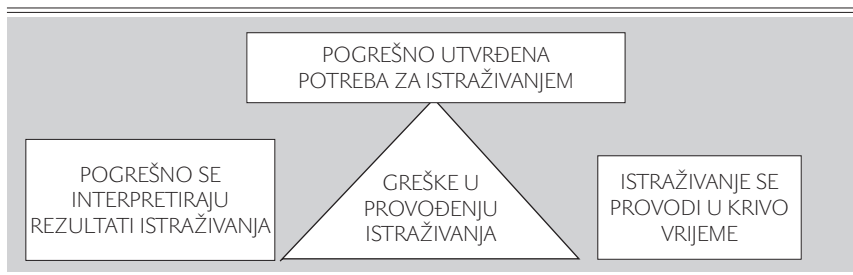 POGREŠNO UTVRĐENA
POTREBA ZA ISTRAŽIVANJEM
POGREŠNO SE
INTERPRETIRAJU
REZULTATI ISTRAŽIVANJA
GREŠKE U
PROVOĐENJU
ISTRAŽIVANJA
ISTRAŽIVANJE SE
PROVODI U KRIVO
VRIJEME